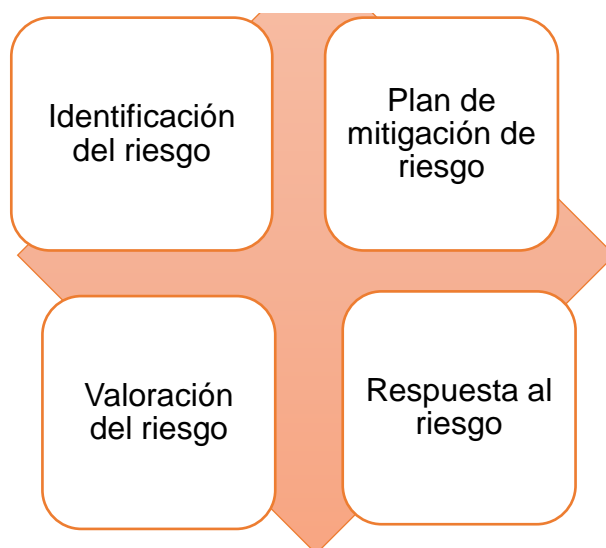 Identificación
del riesgo
Plan de
mitigación de
riesgo
Valoración
del riesgo
Respuesta al
riesgo